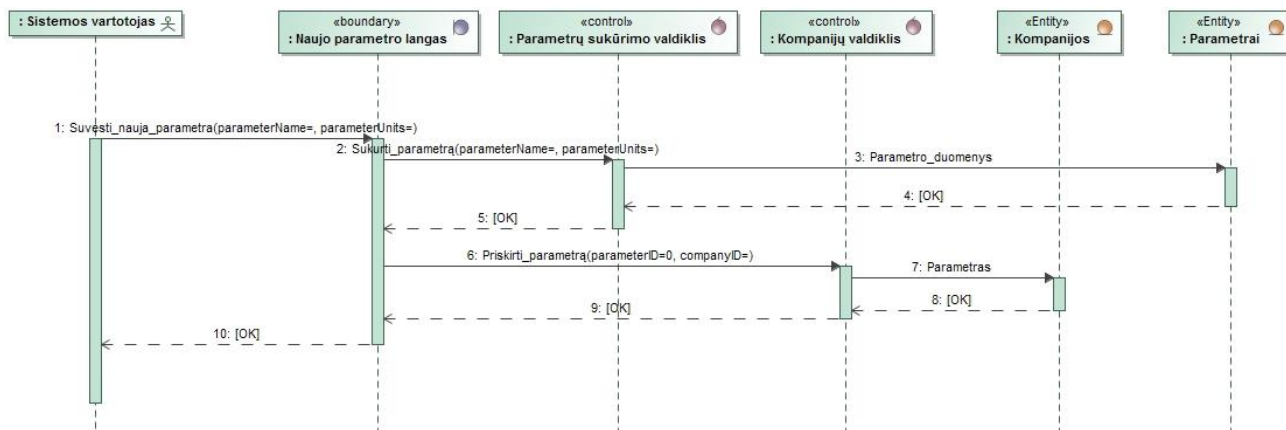 : Sistemos vartotojas
«boundary»
: Naujo parametro langas
«control»
: Parametrų sukūrimo valdiklis
«control»
: Kompanijų valdiklis
«Entity»
: Kompanijos
«Entity»
: Parametrai
1: Suvesti_nauja_parametra(parameterName=, parameterUnits=)
2: Sukurti_parametrą(parameterName=, parameterUnits=)
3: Parametro_duomenys
4: [OK]
5: [OK]
6: Priskirti_parametrą(parameterID=0, companyID=)
7: Parametras
8: [OK]
9: [OK]
10: [OK]